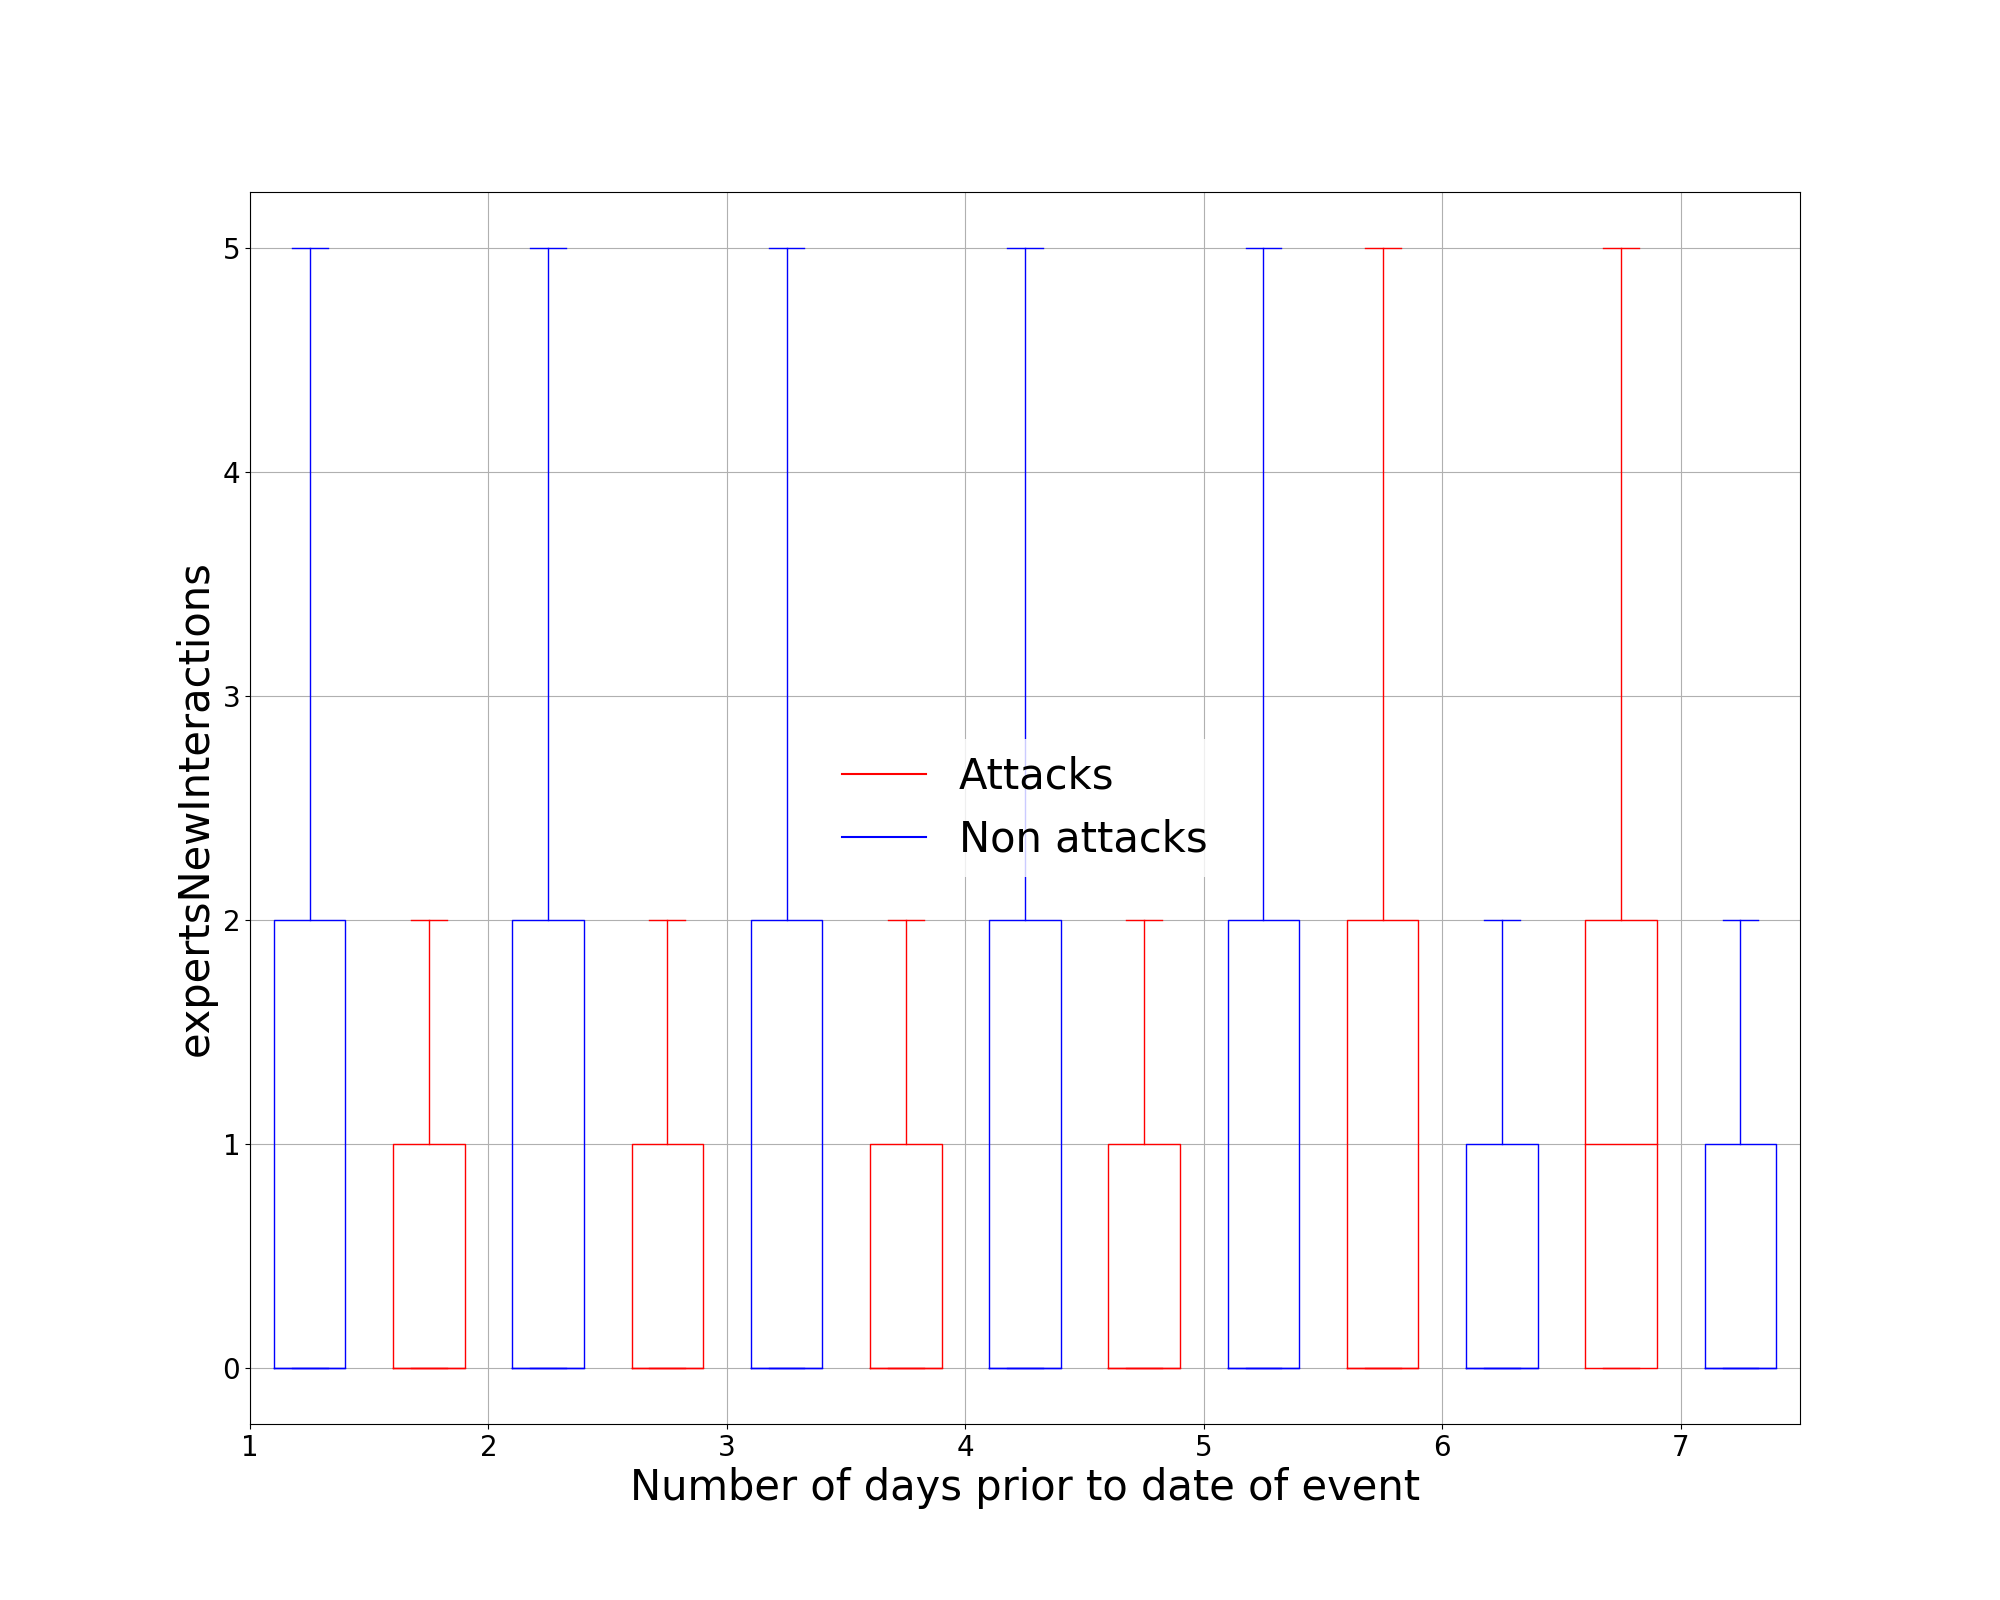 expertsNewInteractions
5
4
3
2
1
0
Attacks
Non attacks
1 2 3 4 5 6 7
Number of days prior to date of event